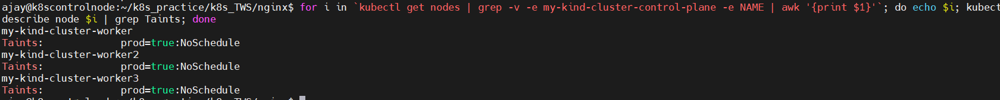 ajay@k8scontrolnode:~/k8s_practice/k8s_TWS/nginx$ for i in `kubectl get nodes | grep -v -e my-kind-cluster-control-plane -e NAME | awk '{print $1}'`; do echo $i; kubect
describe node $i | grep Taints; done
my-kind-cluster-worker
Taints:             prod=true:NoSchedule
my-kind-cluster-worker2
Taints:             prod=true:NoSchedule
my-kind-cluster-worker3
Taints:             prod=true:NoSchedule